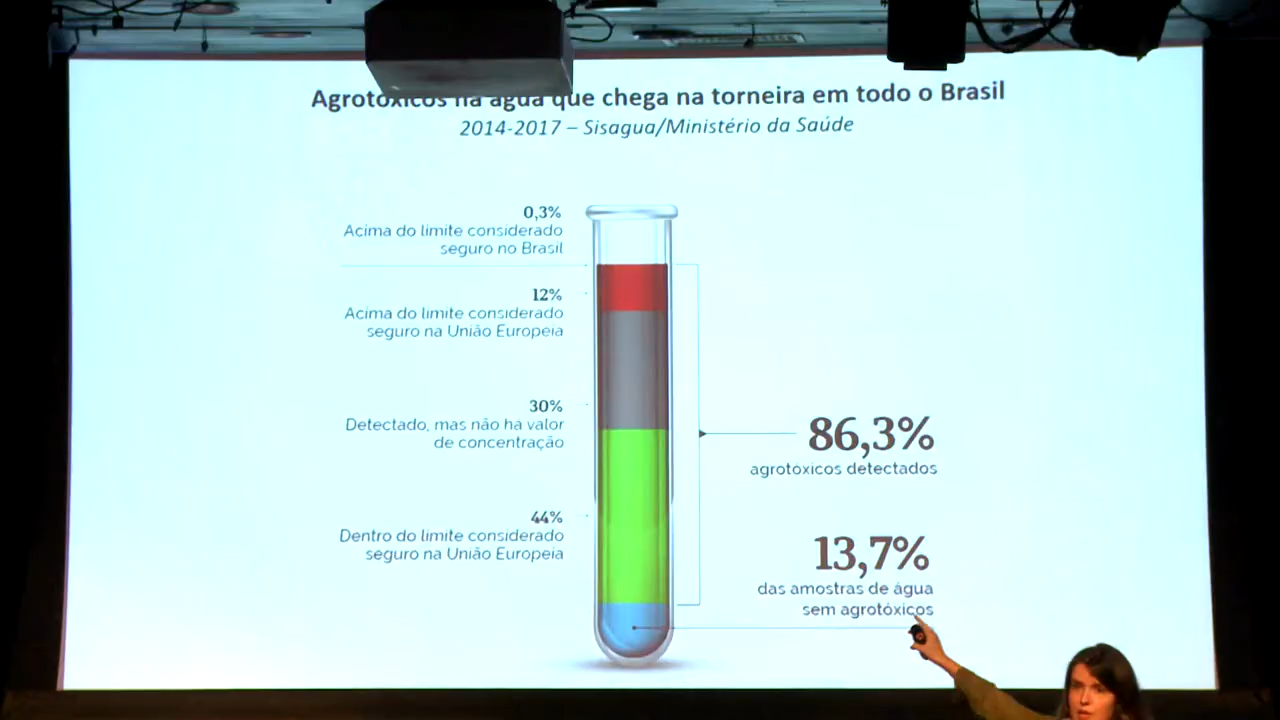 Agrotóxicos na água que chega na torneira em todo o Brasil
2014-2017 – Sisagua/Ministério da Saúde
0,3%
Acima do limite considerado
seguro no Brasil
12%
Acima do limite considerado
seguro na União Europeia
30%
Detectado, mas não ha valor
de concentração
44%
Dentro do limite considerado
seguro na União Europeia
86,3%
agrotóxicos detectados
13,7%
das amostras de água
sem agrotóxicos